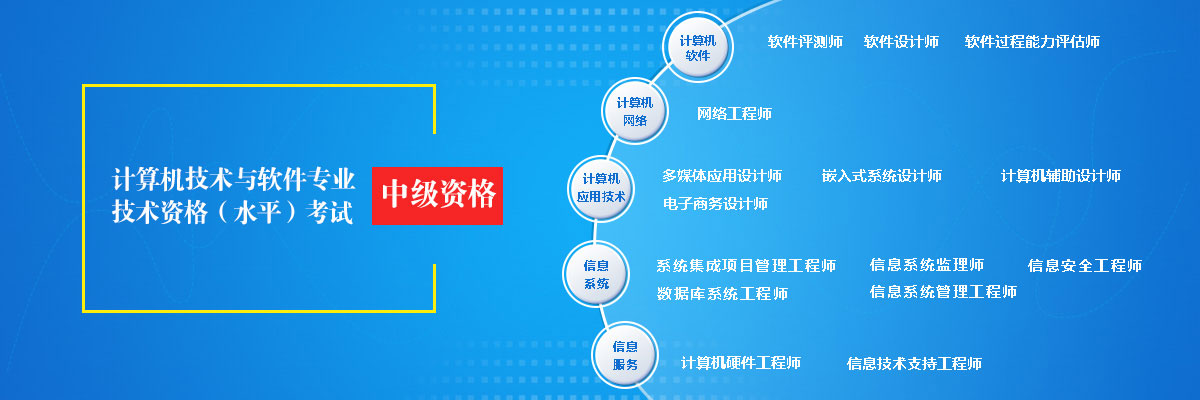 计算机技术与软件专业
技术资格（水平）考试
中级资格
计算机
软件
软件评测师 软件设计师 软件过程能力评估师
计算机
网络
网络工程师
计算机
应用技术
多媒体应用设计师 嵌入式系统设计师 计算机辅助设计师
电子商务设计师
信息
系统
系统集成项目管理工程师 信息系统监理师 信息安全工程师
数据库系统工程师 信息系统管理工程师
信息
服务
计算机硬件工程师 信息技术支持工程师